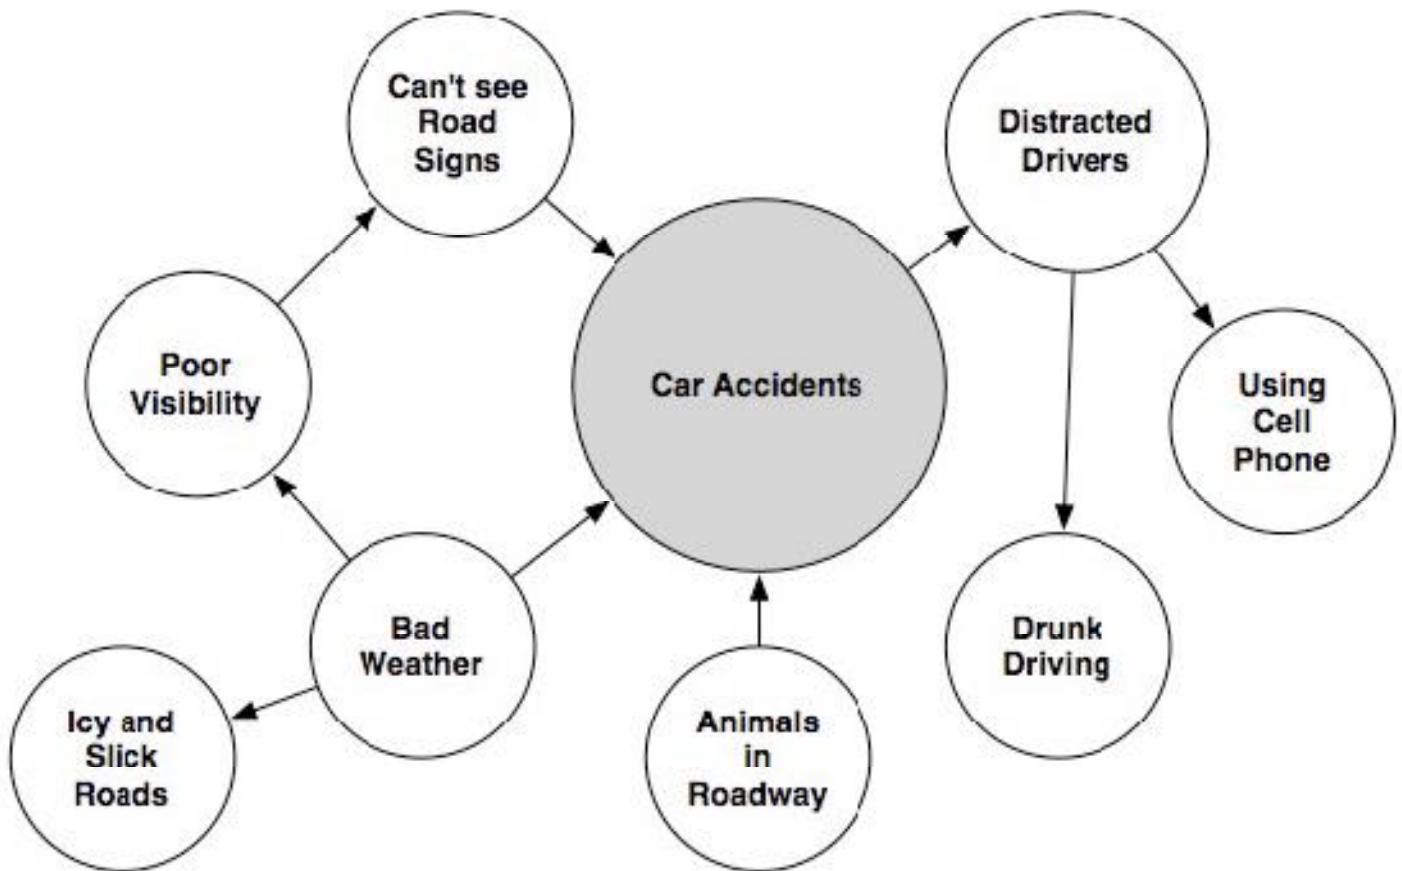 Can't see
Road
Signs
Distracted
Drivers
Poor
Visibility
Car Accidents
Using
Cell
Phone
Bad
Weather
Drunk
Driving
Icy and
Slick
Roads
Animals
in
Roadway